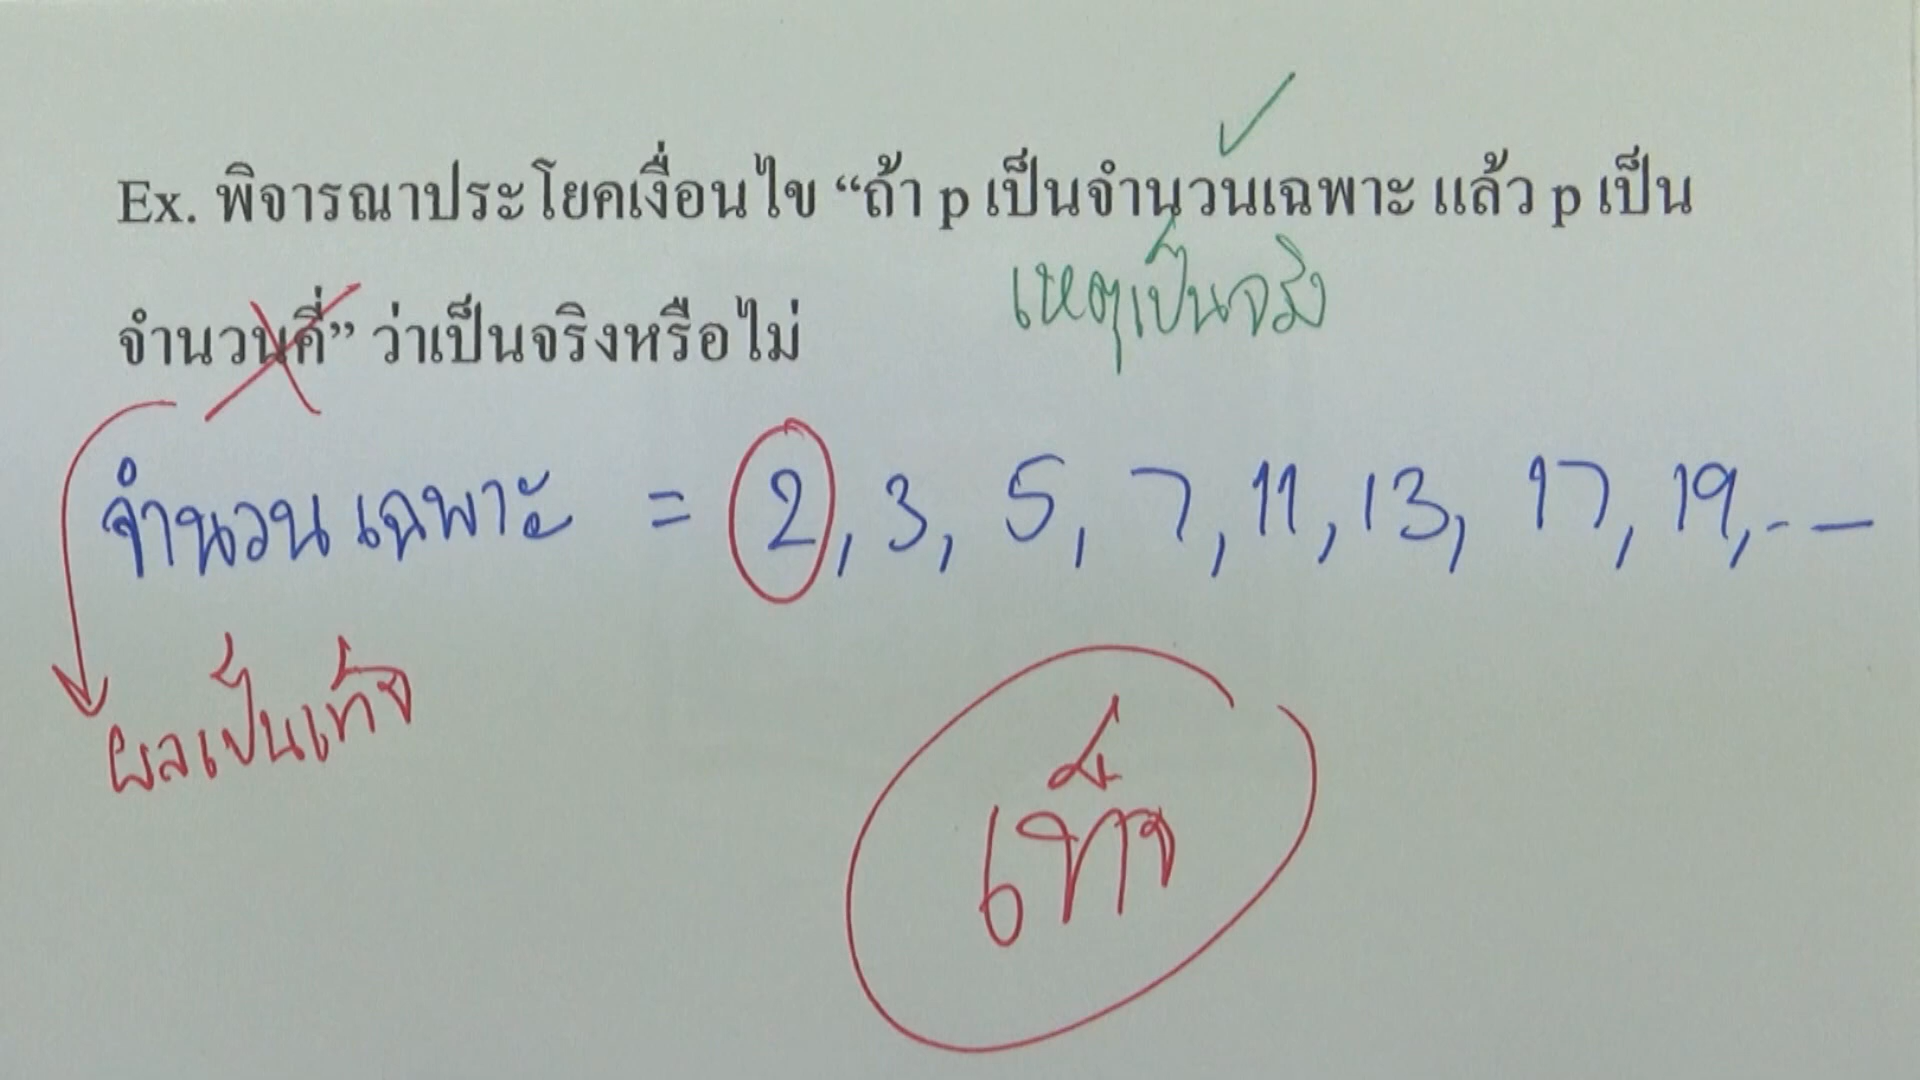 Ex. พิจารณาประโยคเงื่อนไข “ถ้า p เป็นจำนวนเฉพาะ แล้ว p เป็น
จำนวนคี่” ว่าเป็นจริงหรือไม่
เหตุเป็นจริง
จำนวนเฉพาะ = 2, 3, 5, 7, 11, 13, 17, 19, ...
ผลเป็นเท็จ
เท็จ